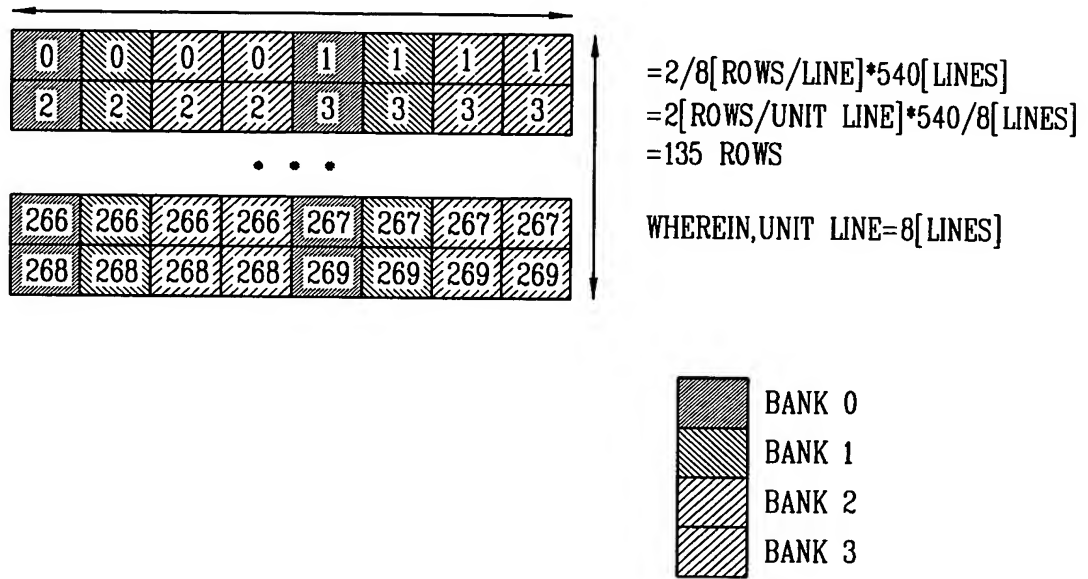 0 0 0 0 1 1 1 1
2 2 2 2 3 3 3 3
=2/8[ROWS/LINE]*540[LINES]
=2[ROWS/UNIT LINE]*540/8[LINES]
=135 ROWS
• • •
266 266 266 266 267 267 267 267
268 268 268 268 269 269 269 269
WHEREIN,UNIT LINE=8[LINES]
BANK 0
BANK 1
BANK 2
BANK 3